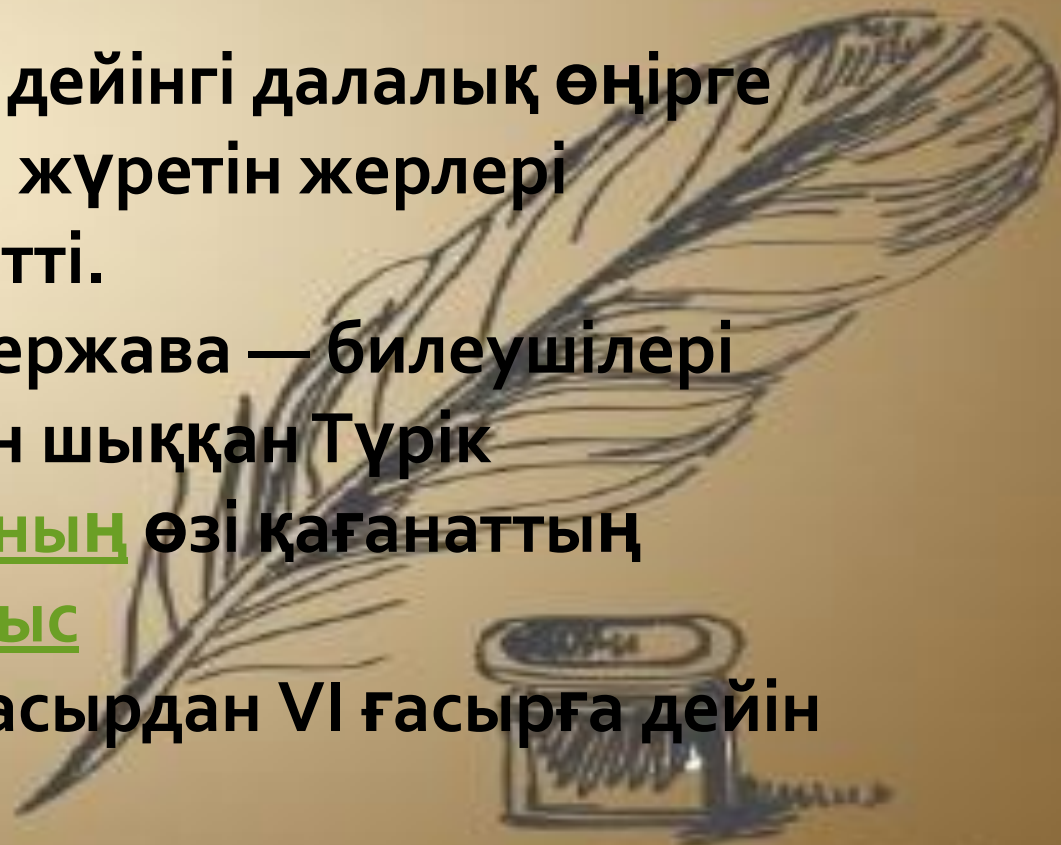 дейінгі далалық өңірге
жүретін жерлері
тті.
ержава — билеушілері
н шыққан Түрік
ның өзі қағанаттың
ыс
асырдан VI ғасырға дейін